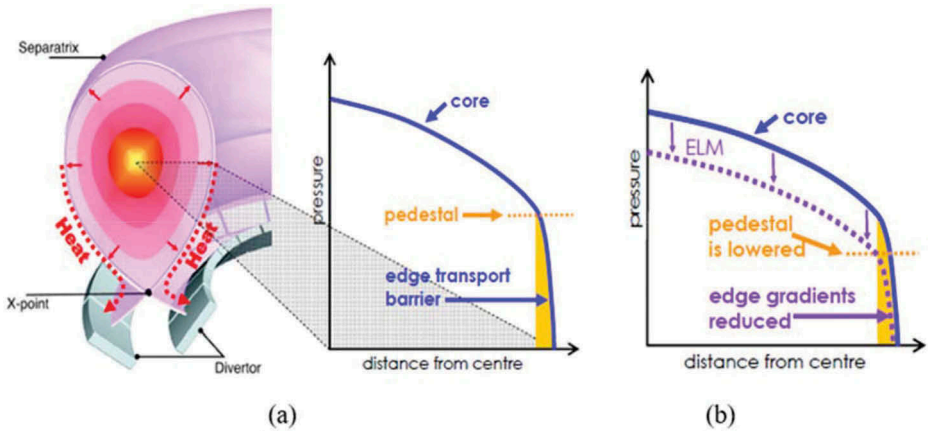 Separatrix
Heat
Heat
X-point
Divertor
pressure
core
pedestal
edge transport
barrier
distance from centre
(a)
pressure
core
ELM
pedestal
is lowered
edge gradients
reduced
distance from centre
(b)